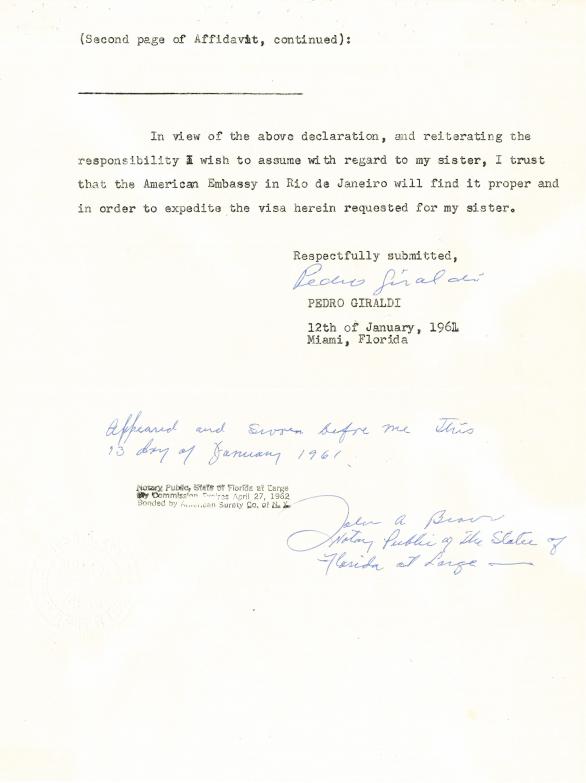 (Second page of Affidavit, continued):
In view of the above declaration, and reiterating the
responsibility I wish to assume with regard to my sister, I trust
that the American Embassy in Rio de Janeiro will find it proper and
in order to expedite the visa herein requested for my sister.
Respectfully submitted,
Pedro Giraldi
PEDRO GIRALDI
12th of January, 1961
Miami, Florida
Appeared and sworn before me this
13 day of January 1961.
Notary Public, State of Florida at Large
My Commission Expires April 27, 1962
Bonded by American Surety Co. of N. Y.
John A
Notary Public of the State of
Florida at Large